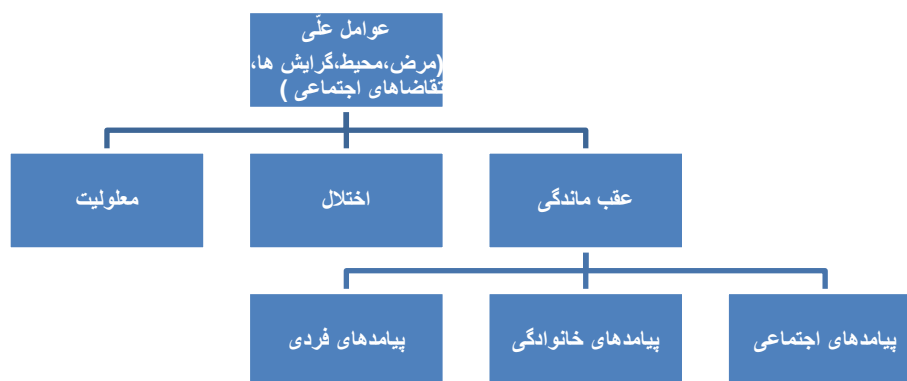 عوامل علّی
(مرض،محیط،گرایش ها،
تقاضاهای اجتماعی )
عقب ماندگی
اختلال
معلولیت
پیامدهای اجتماعی
پیامدهای خانوادگی
پیامدهای فردی